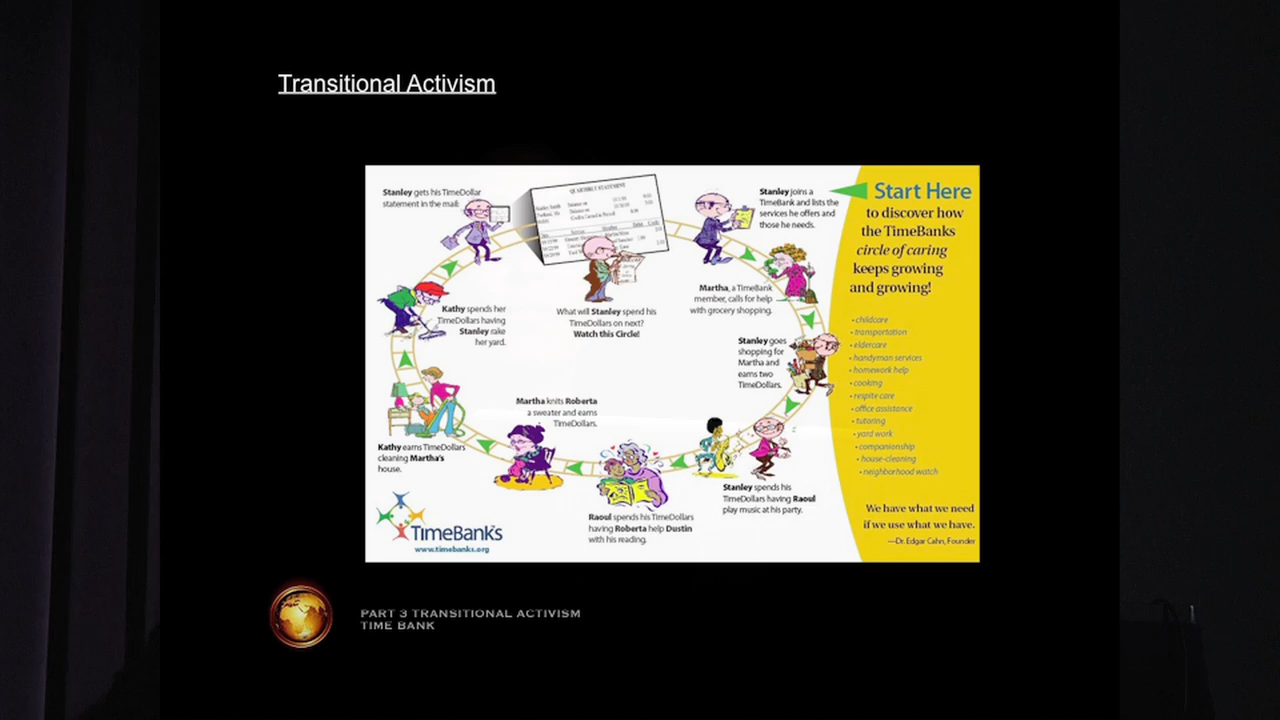 Transitional Activism
Start Here
to discover how
the TimeBanks
circle of caring
keeps growing
and growing!
• childcare
• transportation
• eldercare
• handyman services
• homework help
• cooking
• respite care
• office assistance
• tutoring
• yard work
• companionship
• house-cleaning
• neighborhood watch
We have what we need
if we use what we have.
—Dr. Edgar Cahn, Founder
Stanley joins a
TimeBank and lists the
services he offers and
those he needs.
Martha, a TimeBank
member, calls for help
with grocery shopping.
Stanley goes
shopping for
Martha and
earns two
TimeDollars.
Stanley spends his
TimeDollars having Raoul
play music at his party.
Raoul spends his TimeDollars
having Roberta help Dustin
with his reading.
Martha knits Roberta
a sweater and earns
TimeDollars.
Kathy earns TimeDollars
cleaning Martha's
house.
Kathy spends her
TimeDollars having
Stanley rake
her yard.
Stanley gets his TimeDollar
statement in the mail:
QUARTERLY STATEMENT
What will Stanley spend his
TimeDollars on next?
Watch this Circle!
TimeBanks
www.timebanks.org
PART 3 TRANSITIONAL ACTIVISM
TIME BANK